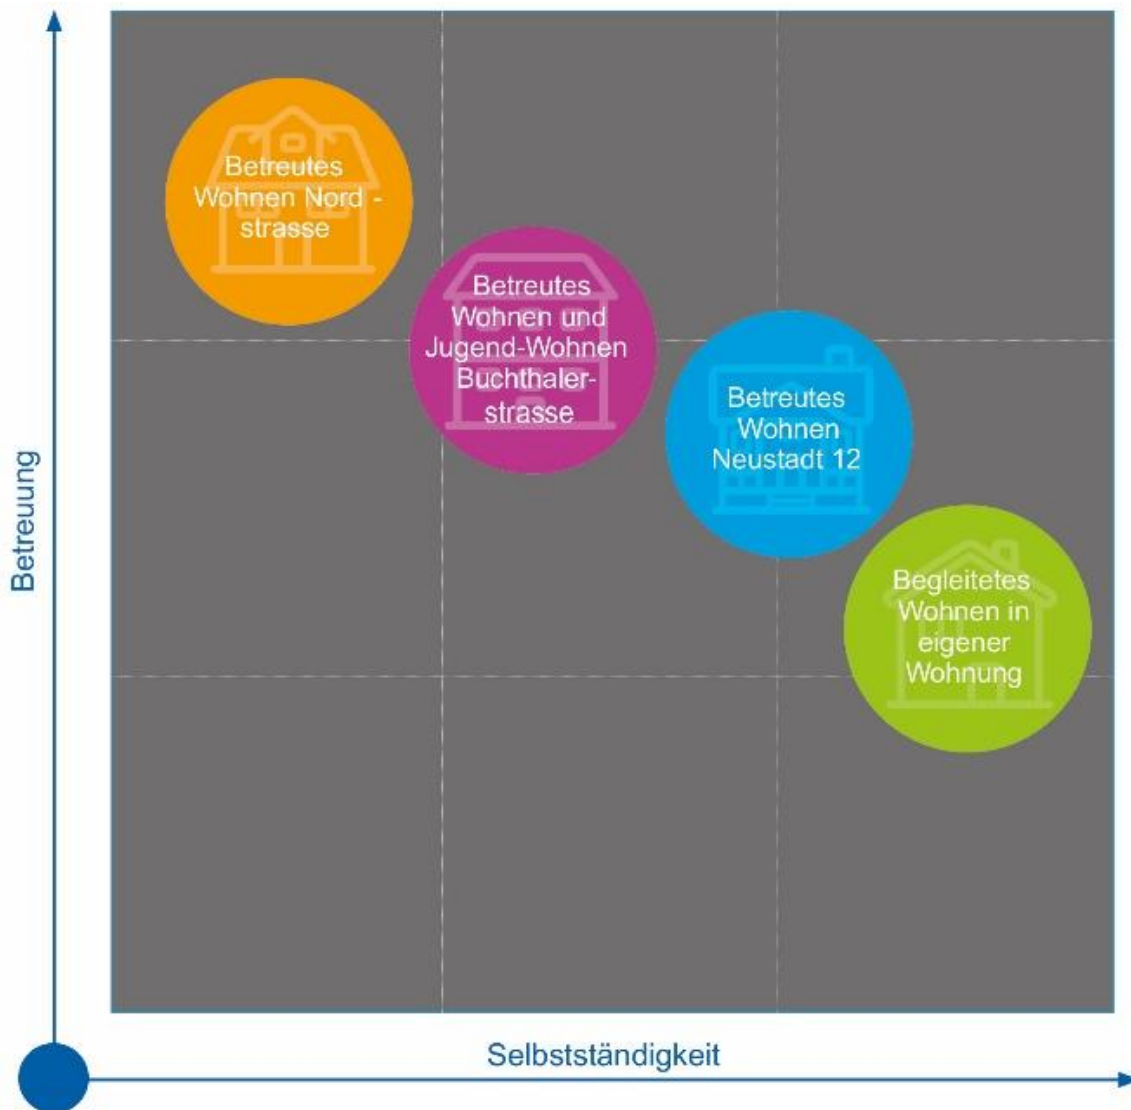 Betreutes
Wohnen Nord -
strasse
Betreutes
Wohnen und
Jugend-Wohnen
Buchthaler-
strasse
Betreutes
Wohnen
Neustadt 12
Begleitetes
Wohnen in
eigener
Wohnung
Betreuung
Selbstständigkeit